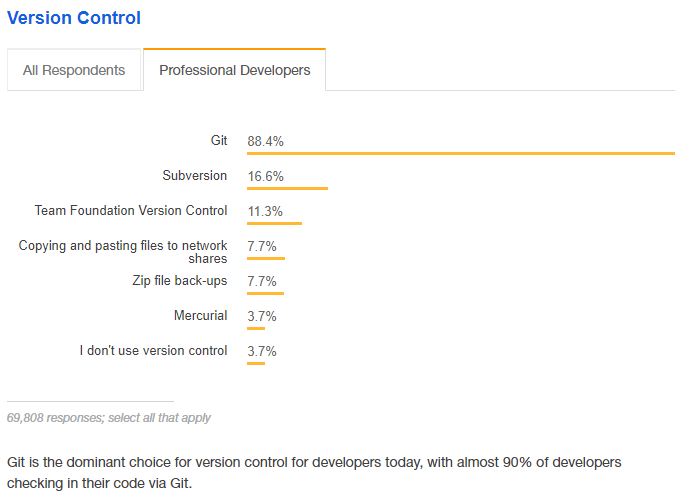 Version Control
All Respondents
Professional Developers
Git 88.4%
Subversion 16.6%
Team Foundation Version Control 11.3%
Copying and pasting files to network 7.7%
shares
Zip file back-ups 7.7%
Mercurial 3.7%
I don't use version control 3.7%
69,808 responses; select all that apply
Git is the dominant choice for version control for developers today, with almost 90% of developers
checking in their code via Git.